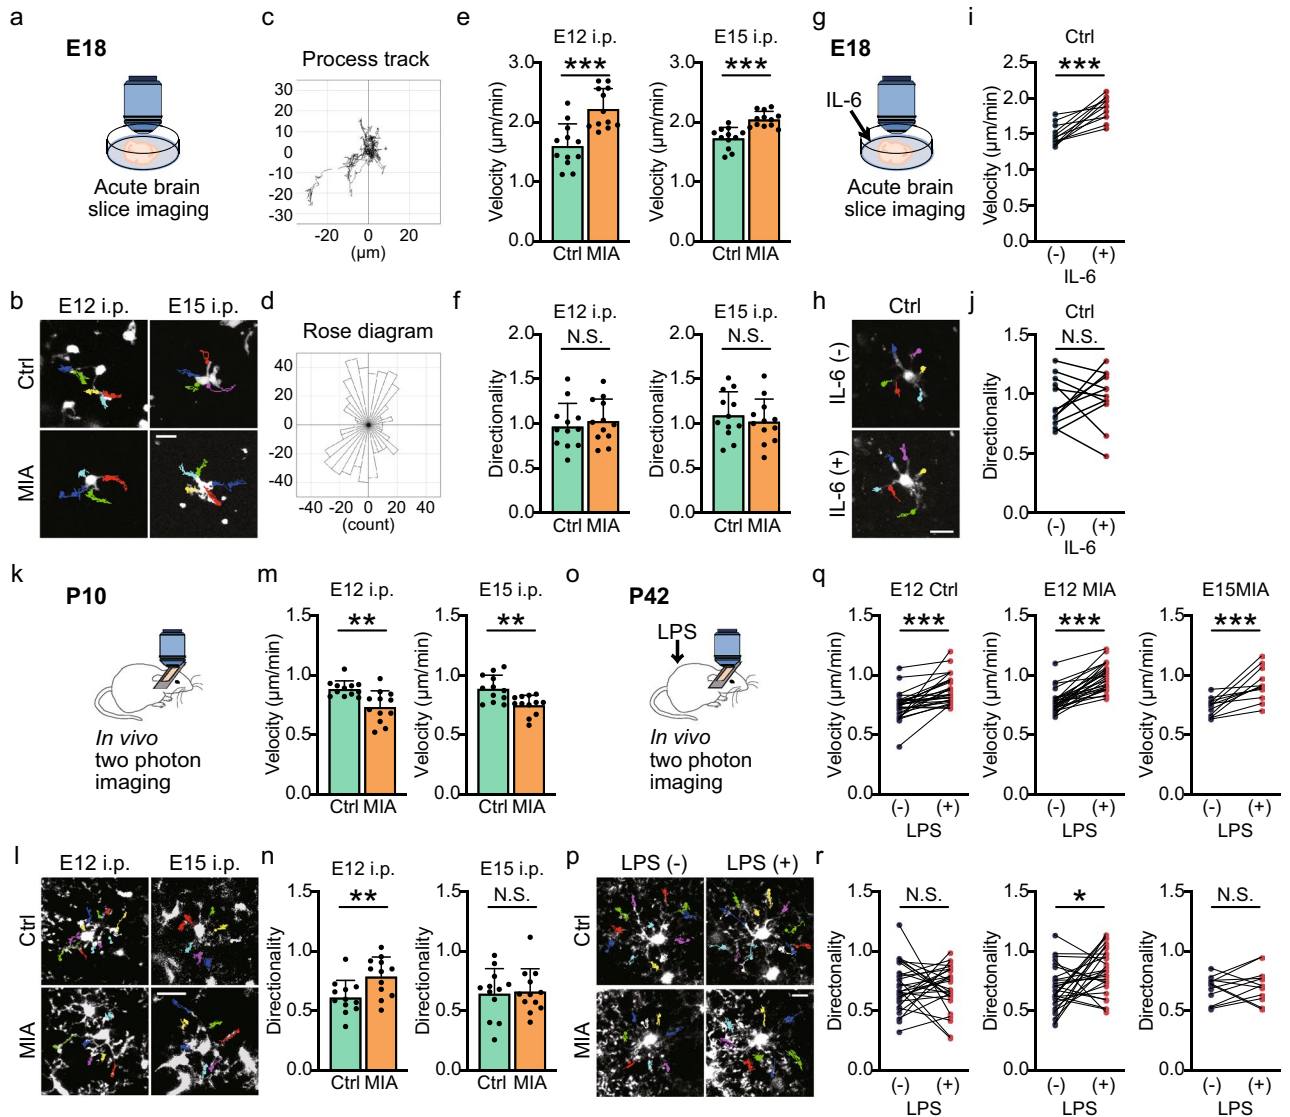 a
E18
Acute brain
slice imaging
c
Process track
30
20
10
0
-10
-20
-30
-20 0 20
(µm)
e
E12 i.p.
Velocity (µm/min)
3.0
2.0
1.0
0.0
***
Ctrl MIA
E15 i.p.
Velocity (µm/min)
3.0
2.0
1.0
0.0
***
Ctrl MIA
g
E18
IL-6
Acute brain
slice imaging
i
Ctrl
***
Velocity (µm/min)
2.5
2.0
1.5
1.0
0.5
0.0
(-) (+)
IL-6
b
E12 i.p. E15 i.p.
Ctrl
MIA
d
Rose diagram
40
20
0
-20
-40
-40 -20 0 20 40
(count)
f
E12 i.p.
N.S.
Directionality
2.0
1.5
1.0
0.5
0.0
Ctrl MIA
E15 i.p.
N.S.
Directionality
2.0
1.5
1.0
0.5
0.0
Ctrl MIA
h
Ctrl
IL-6 (-)
IL-6 (+)
j
Ctrl
N.S.
Directionality
1.5
1.0
0.5
0.0
(-) (+)
IL-6
k
P10
In vivo
two photon
imaging
m
E12 i.p.
**
Velocity (µm/min)
1.5
1.0
0.5
0.0
Ctrl MIA
E15 i.p.
**
Velocity (µm/min)
1.5
1.0
0.5
0.0
Ctrl MIA
o
P42
LPS
In vivo
two photon
imaging
q
E12 Ctrl
***
Velocity (µm/min)
1.5
1.0
0.5
0.0
(-) (+)
LPS
E12 MIA
***
Velocity (µm/min)
1.5
1.0
0.5
0.0
(-) (+)
LPS
E15MIA
***
Velocity (µm/min)
1.5
1.0
0.5
0.0
(-) (+)
LPS
l
E12 i.p. E15 i.p.
Ctrl
MIA
n
E12 i.p.
**
Directionality
1.5
1.0
0.5
0.0
Ctrl MIA
E15 i.p.
N.S.
Directionality
1.5
1.0
0.5
0.0
Ctrl MIA
p
LPS (-) LPS (+)
Ctrl
MIA
r
N.S.
Directonality
1.5
1.0
0.5
0.0
(-) (+)
LPS
*
Directionality
1.5
1.0
0.5
0.0
(-) (+)
LPS
N.S.
Directionality
1.5
1.0
0.5
0.0
(-) (+)
LPS